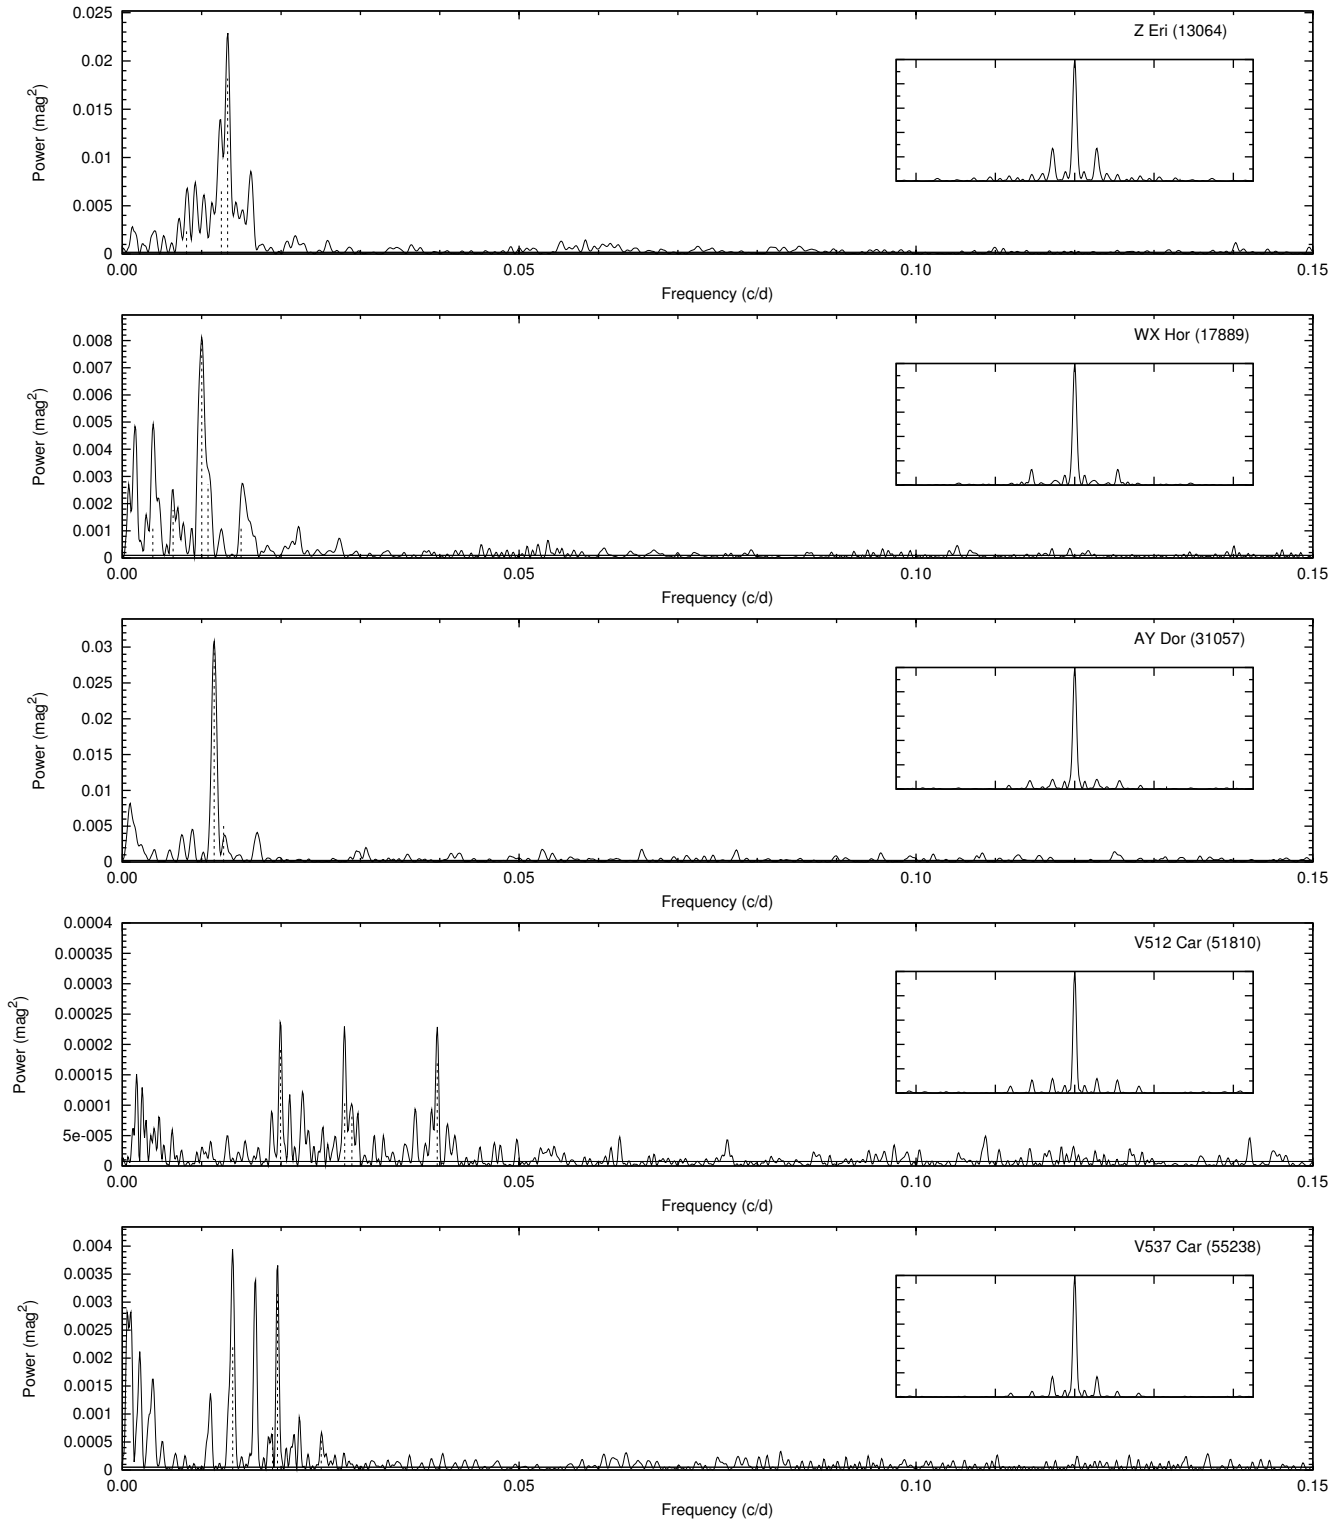 Z Eri (13064)
Power (mag²)
0.025
0.02
0.015
0.01
0.005
0
0.00 0.05 0.10 0.15
Frequency (c/d)
WX Hor (17889)
Power (mag²)
0.008
0.007
0.006
0.005
0.004
0.003
0.002
0.001
0
0.00 0.05 0.10 0.15
Frequency (c/d)
AY Dor (31057)
Power (mag²)
0.03
0.025
0.02
0.015
0.01
0.005
0
0.00 0.05 0.10 0.15
Frequency (c/d)
V512 Car (51810)
Power (mag²)
0.0004
0.00035
0.0003
0.00025
0.0002
0.00015
0.0001
5e-005
0
0.00 0.05 0.10 0.15
Frequency (c/d)
V537 Car (55238)
Power (mag²)
0.004
0.0035
0.003
0.0025
0.002
0.0015
0.001
0.0005
0
0.00 0.05 0.10 0.15
Frequency (c/d)